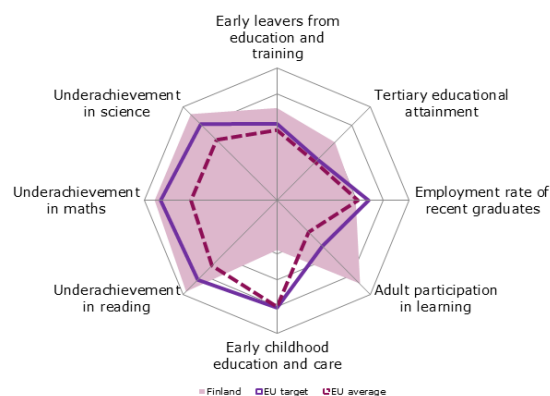 Early leavers from
education and
training
Underachievement
in science
Tertiary educational
attainment
Underachievement
in maths
Employment rate of
recent graduates
Underachievement
in reading
Adult participation
in learning
Early childhood
education and care
Finland EU target EU average